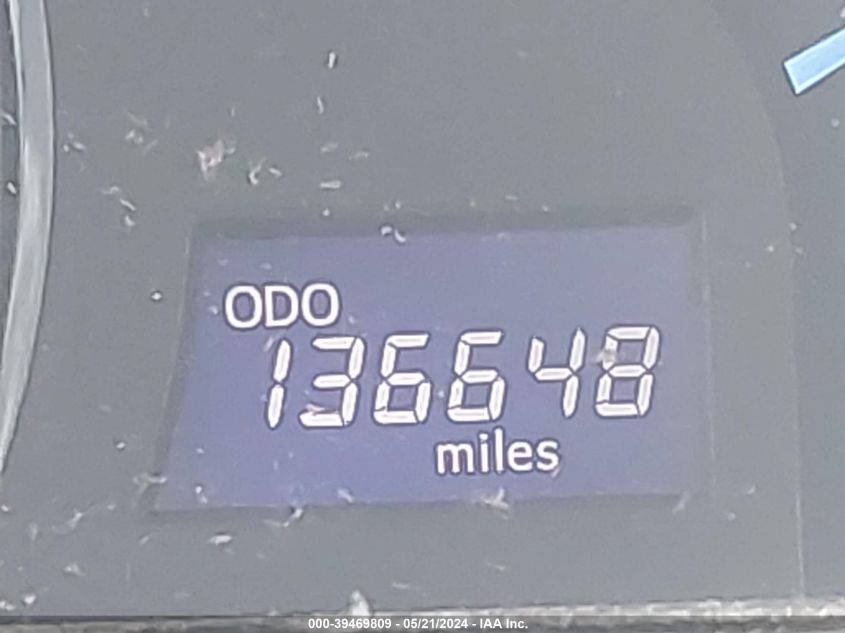 ODO
136648
miles
000-39469809 - 05/21/2024 - IAA Inc.